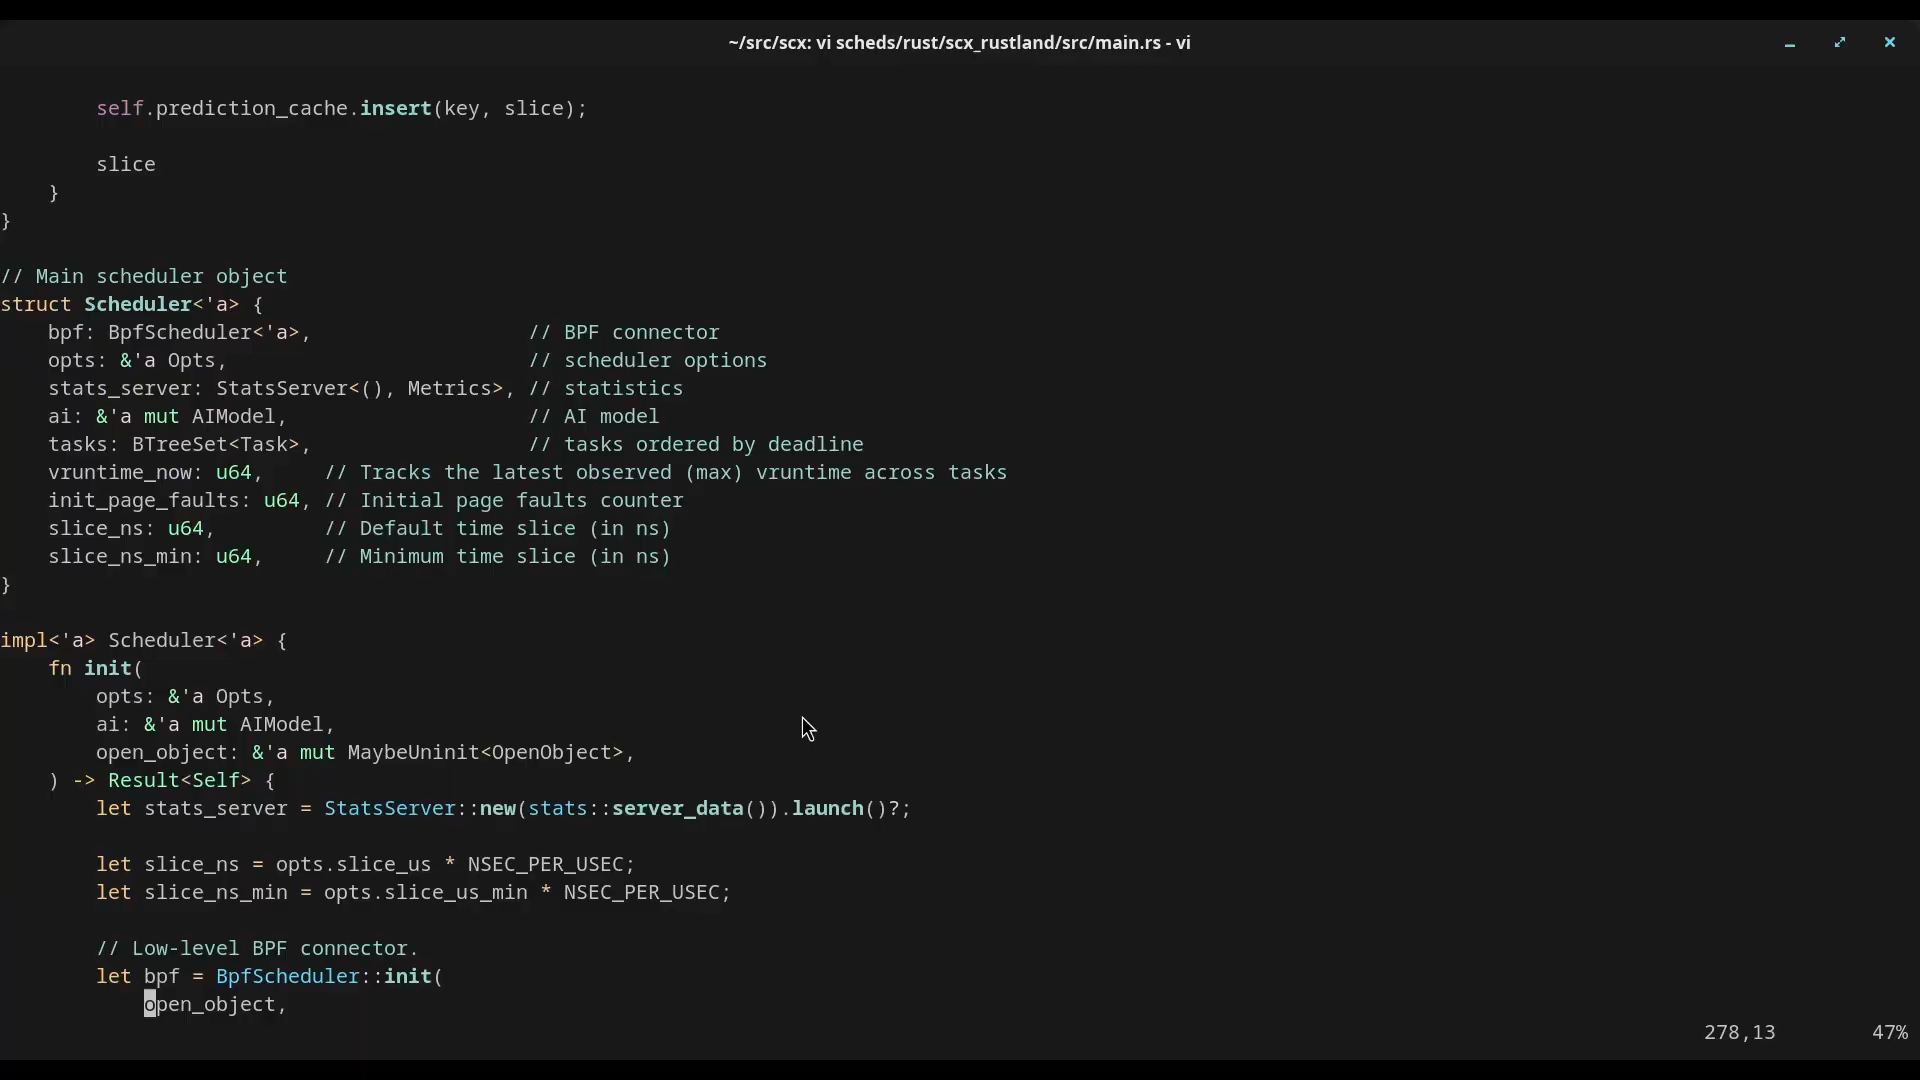 ~/src/scx: vi scheds/rust/scx_rustland/src/main.rs - vi
        self.prediction_cache.insert(key, slice);

        slice
    }
}

// Main scheduler object
struct Scheduler<'a> {
    bpf: BpfScheduler<'a>,                  // BPF connector
    opts: &'a Opts,                         // scheduler options
    stats_server: StatsServer<(), Metrics>, // statistics
    ai: &'a mut AIModel,                    // AI model
    tasks: BTreeSet<Task>,                  // tasks ordered by deadline
    vruntime_now: u64,     // Tracks the latest observed (max) vruntime across tasks
    init_page_faults: u64, // Initial page faults counter
    slice_ns: u64,         // Default time slice (in ns)
    slice_ns_min: u64,     // Minimum time slice (in ns)
}

impl<'a> Scheduler<'a> {
    fn init(
        opts: &'a Opts,
        ai: &'a mut AIModel,
        open_object: &'a mut MaybeUninit<OpenObject>,
    ) -> Result<Self> {
        let stats_server = StatsServer::new(stats::server_data()).launch()?;

        let slice_ns = opts.slice_us * NSEC_PER_USEC;
        let slice_ns_min = opts.slice_us_min * NSEC_PER_USEC;

        // Low-level BPF connector.
        let bpf = BpfScheduler::init(
            open_object,
278,13        47%